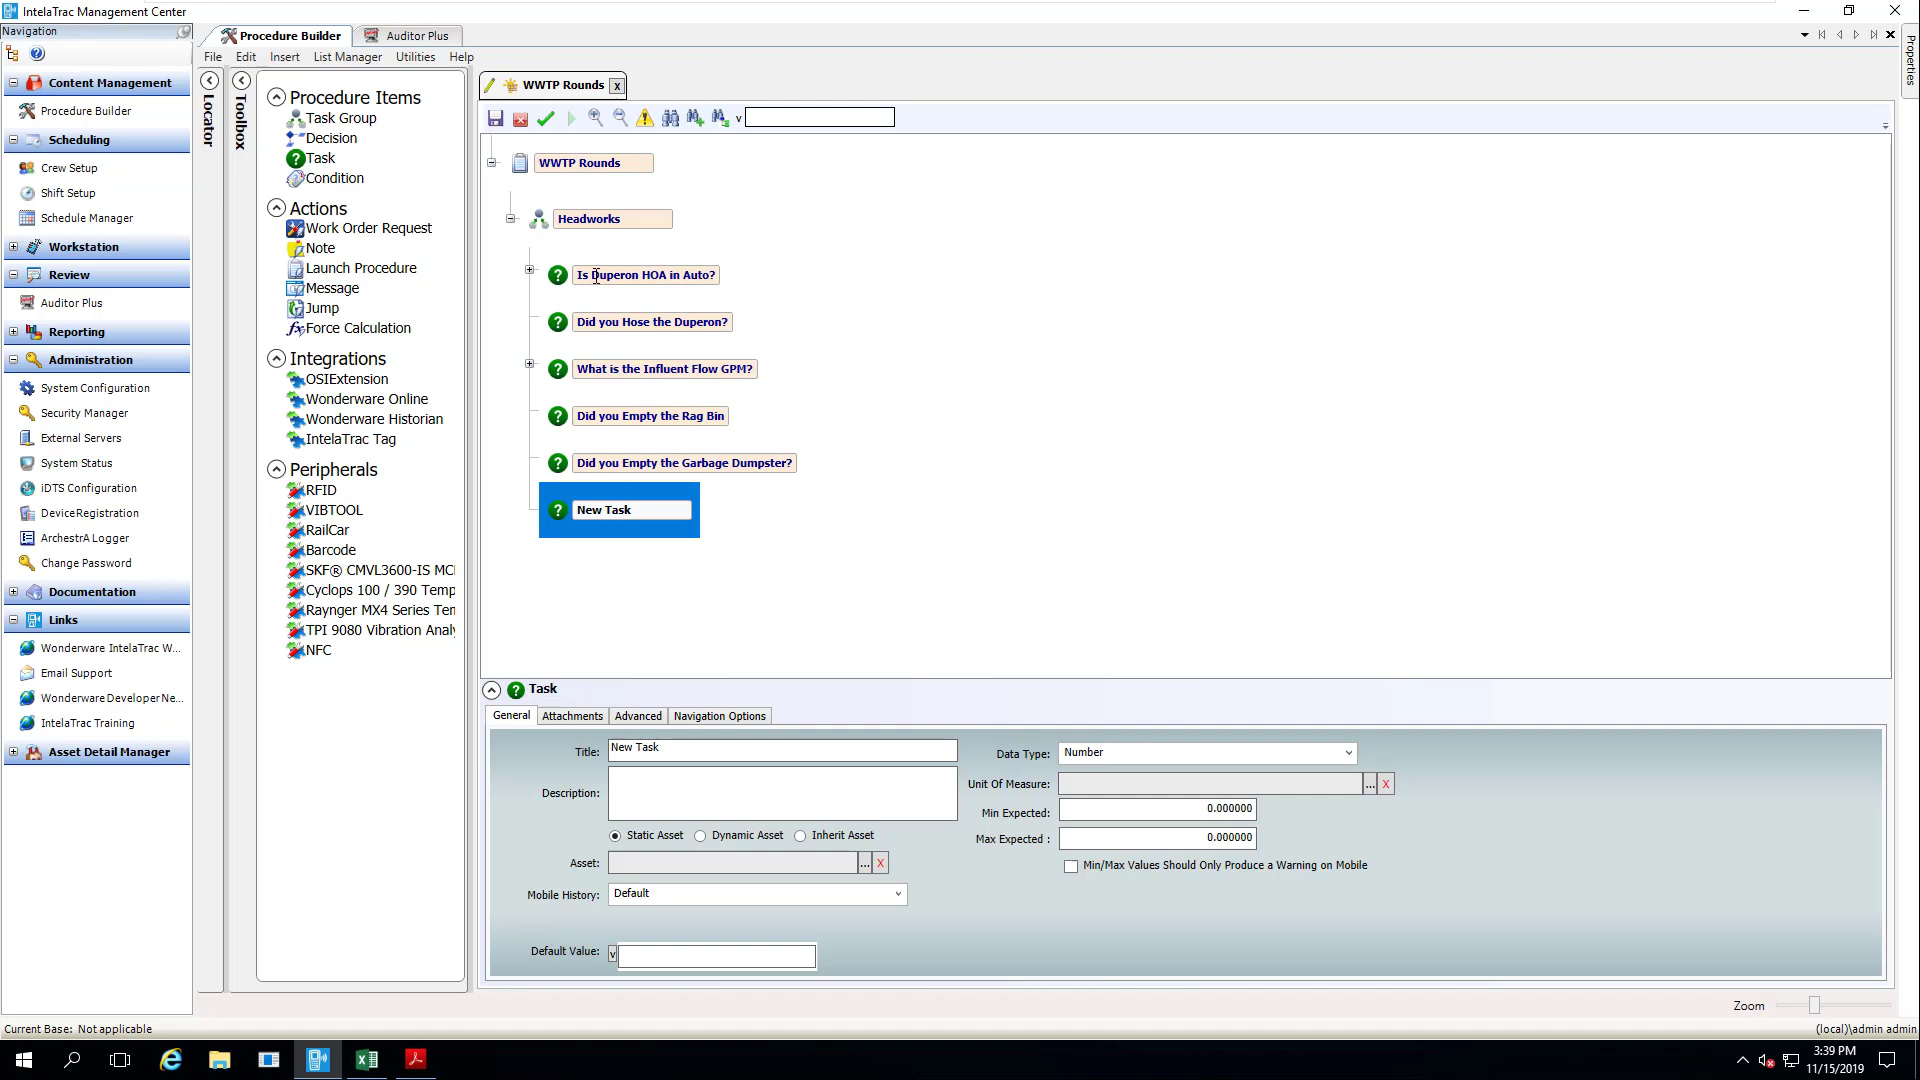 IntelaTrac Management Center
Navigation
Procedure Builder
Auditor Plus
File Edit Insert List Manager Utilities Help
Content Management
Procedure Builder
Scheduling
Crew Setup
Shift Setup
Schedule Manager
Workstation
Review
Auditor Plus
Reporting
Administration
System Configuration
Security Manager
External Servers
System Status
iDTS Configuration
DeviceRegistration
ArchestrA Logger
Change Password
Documentation
Links
Wonderware IntelaTrac W...
Email Support
Wonderware Developer Ne...
IntelaTrac Training
Asset Detail Manager
Locator
Toolbox
Procedure Items
Task Group
Decision
Task
Condition
Actions
Work Order Request
Note
Launch Procedure
Message
Jump
Force Calculation
Integrations
OSIExtension
Wonderware Online
Wonderware Historian
IntelaTrac Tag
Peripherals
RFID
VIBTOOL
RailCar
Barcode
SKF® CMVL3600-IS MC
Cyclops 100 / 390 Temp
Raynger MX4 Series Ten
TPI 9080 Vibration Analy
NFC
WWTP Rounds x
v
WWTP Rounds
Headworks
Is Duperon HOA in Auto?
Did you Hose the Duperon?
What is the Influent Flow GPM?
Did you Empty the Rag Bin
Did you Empty the Garbage Dumpster?
New Task
Task
General Attachments Advanced Navigation Options
Title: New Task
Description:
Static Asset Dynamic Asset Inherit Asset
Asset: ... X
Mobile History: Default
Default Value: v
Data Type: Number
Unit Of Measure: ... X
Min Expected: 0.000000
Max Expected : 0.000000
Min/Max Values Should Only Produce a Warning on Mobile
Zoom
Properties
Current Base: Not applicable
(local)\admin admin
3:39 PM
11/15/2019